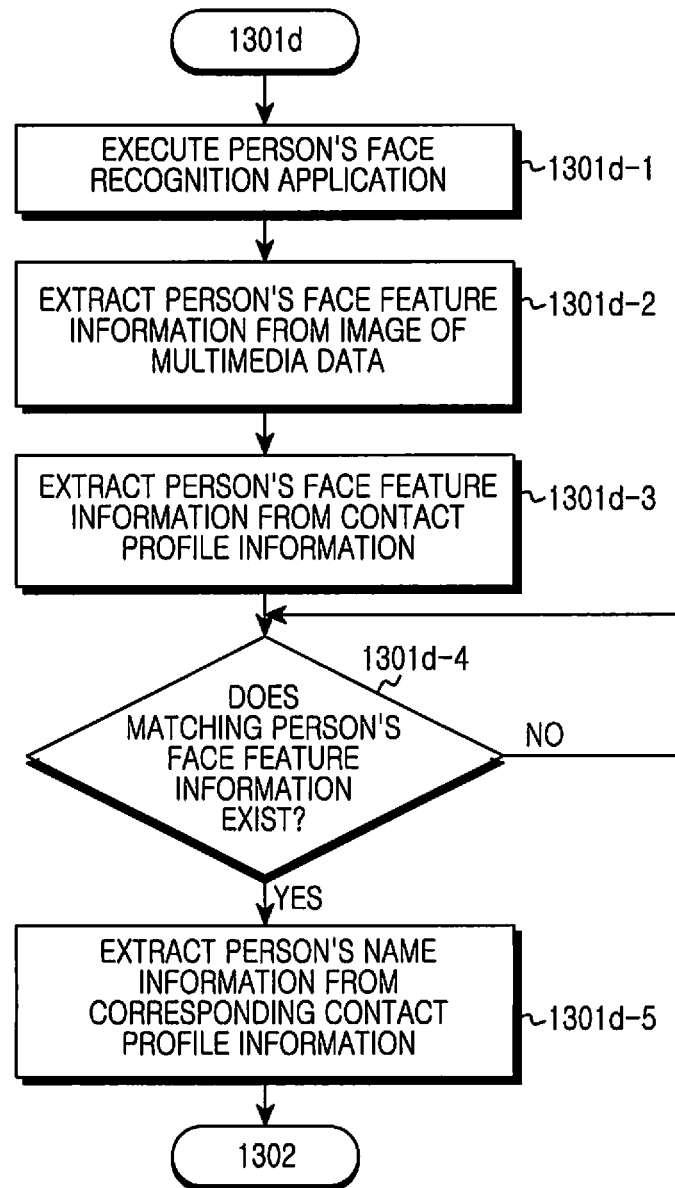 1301d
EXECUTE PERSON'S FACE
RECOGNITION APPLICATION
1301d-1
EXTRACT PERSON'S FACE FEATURE
INFORMATION FROM IMAGE OF
MULTIMEDIA DATA
1301d-2
EXTRACT PERSON'S FACE FEATURE
INFORMATION FROM CONTACT
PROFILE INFORMATION
1301d-3
1301d-4
DOES
MATCHING PERSON'S
FACE FEATURE
INFORMATION
EXIST?
NO
YES
EXTRACT PERSON'S NAME
INFORMATION FROM
CORRESPONDING CONTACT
PROFILE INFORMATION
1301d-5
1302